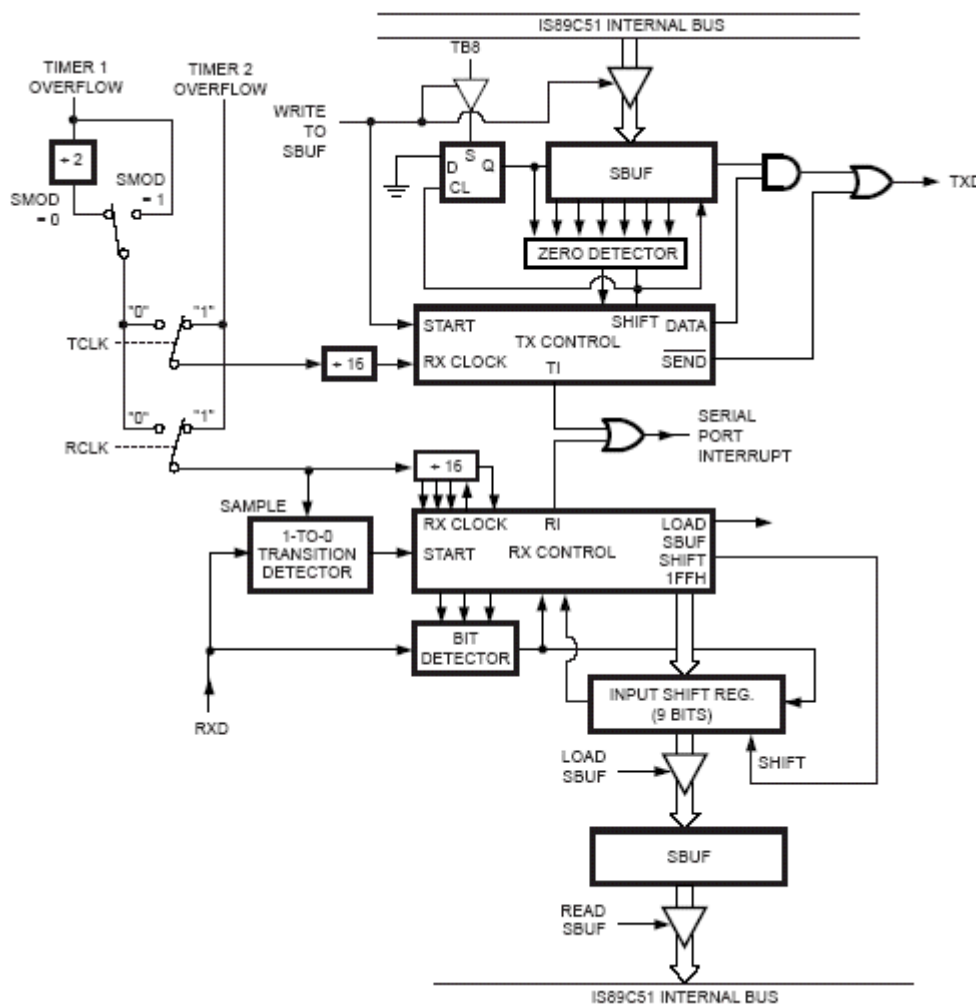 IS89C51 INTERNAL BUS
TB8
TIMER 1
OVERFLOW
TIMER 2
OVERFLOW
WRITE
TO
SBUF
÷ 2
SMOD
= 0
SMOD
= 1
D S Q
CL
SBUF
TXD
ZERO DETECTOR
"0" "1"
TCLK
÷ 16
START SHIFT DATA
TX CONTROL
RX CLOCK TI SEND
"0" "1"
RCLK
SERIAL
PORT
INTERRUPT
÷ 16
SAMPLE
1-TO-0
TRANSITION
DETECTOR
RX CLOCK RI LOAD
SBUF
START RX CONTROL SHIFT
1FFH
BIT
DETECTOR
RXD
INPUT SHIFT REG.
(9 BITS)
LOAD
SBUF
SHIFT
SBUF
READ
SBUF
IS89C51 INTERNAL BUS